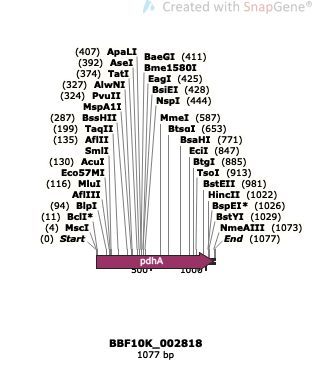 Created with SnapGene®
(407) ApaLI
(392) AseI
(374) TatI
(327) AlwNI
(324) PvuII
MspA1I
(287) BssHII
(199) TaqII
(135) AflII
SmlI
(130) AcuI
Eco57MI
(116) MluI
AflIII
(94) BlpI
(11) BclI*
(4) MscI
(0) Start
BaeGI (411)
Bme1580I
EagI (425)
BsiEI (428)
NspI (444)
MmeI (587)
BtsαI (653)
BsaHI (771)
EciI (847)
BtgI (885)
TsoI (913)
BstEII (981)
HincII (1022)
BspEI* (1026)
BstYI (1029)
NmeAIII (1073)
End (1077)
pdhA
500
1000
BBF10K_002818
1077 bp